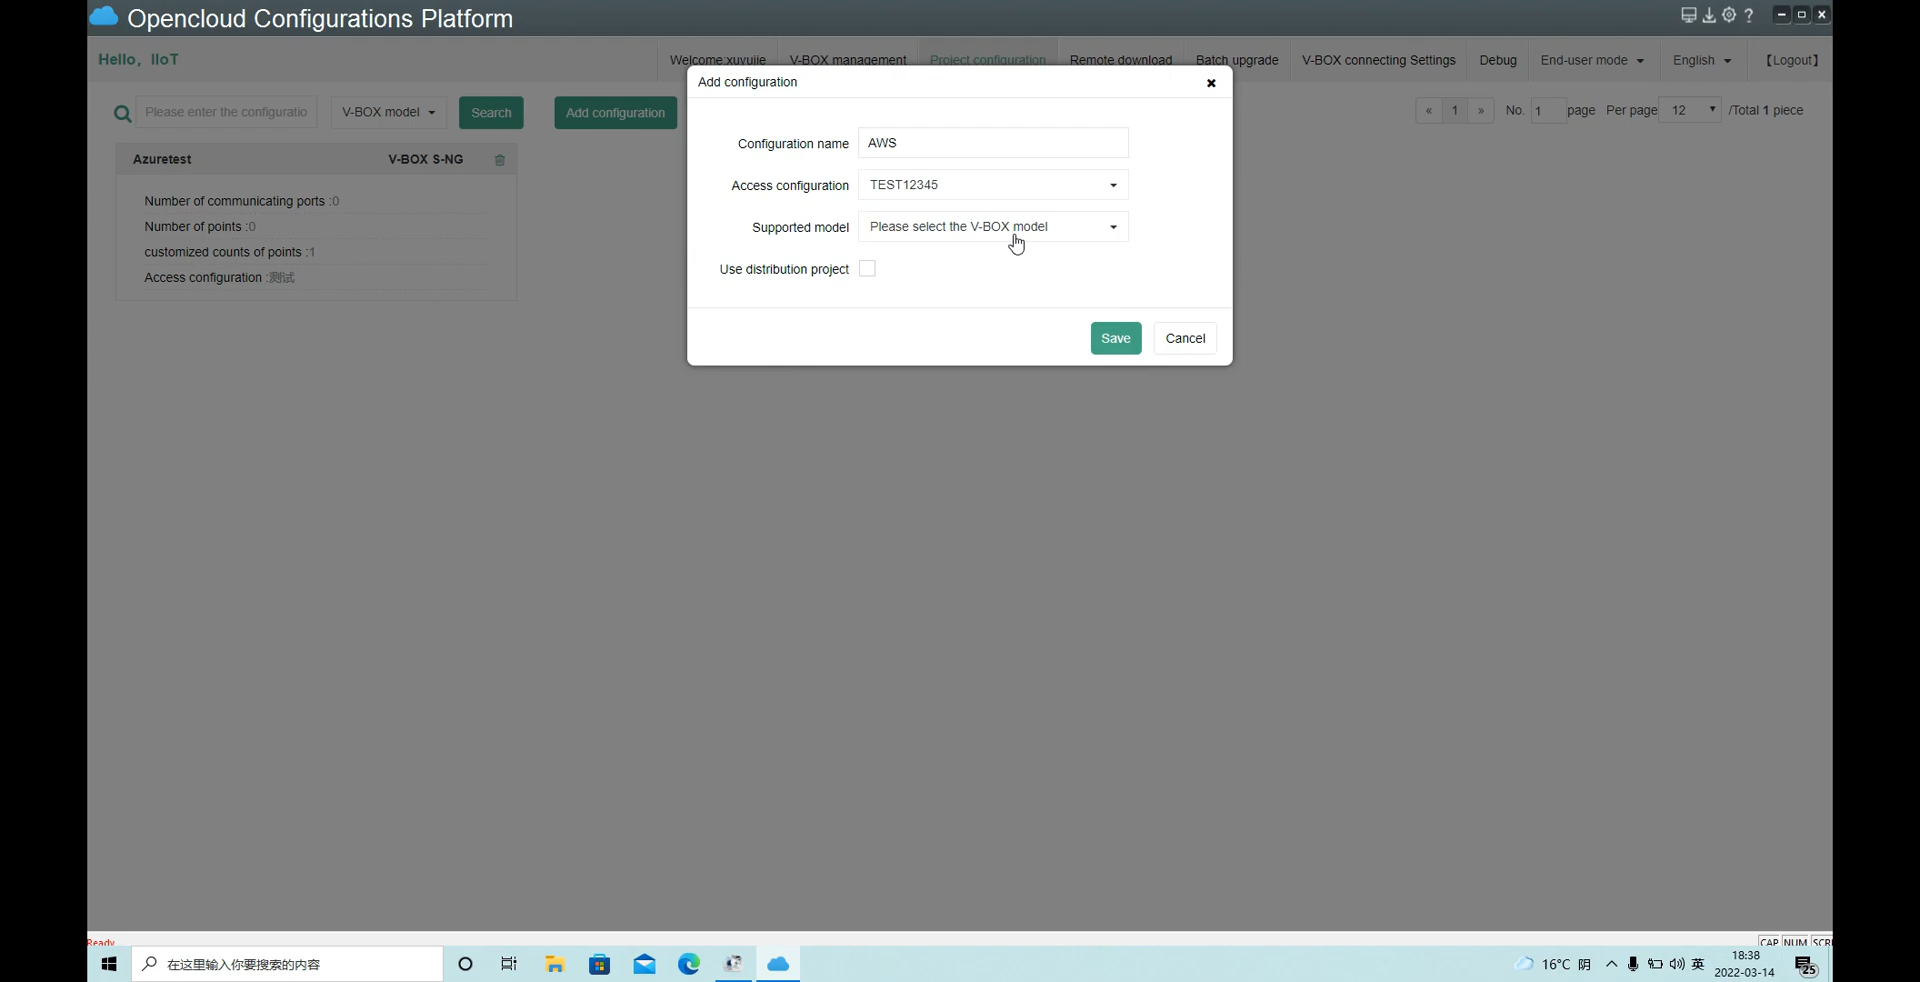 Opencloud Configurations Platform
?
Hello, IIoT
Welcome:xuyujie
V-BOX management
Project configuration
Remote download
Batch upgrade
V-BOX connecting Settings
Debug
End-user mode
English
【Logout】
Please enter the configuratio
V-BOX model
Search
Add configuration
« 1 » No. 1 page Per page 12 /Total 1 piece
Azuretest V-BOX S-NG
Number of communicating ports :0
Number of points :0
customized counts of points :1
Access configuration :测试
Add configuration
Configuration name AWS
Access configuration TEST12345
Supported model Please select the V-BOX model
Use distribution project
Save Cancel
Ready
CAP NUM SCRI
在这里输入你要搜索的内容
16°C 阴
英
18:38
2022-03-14
25